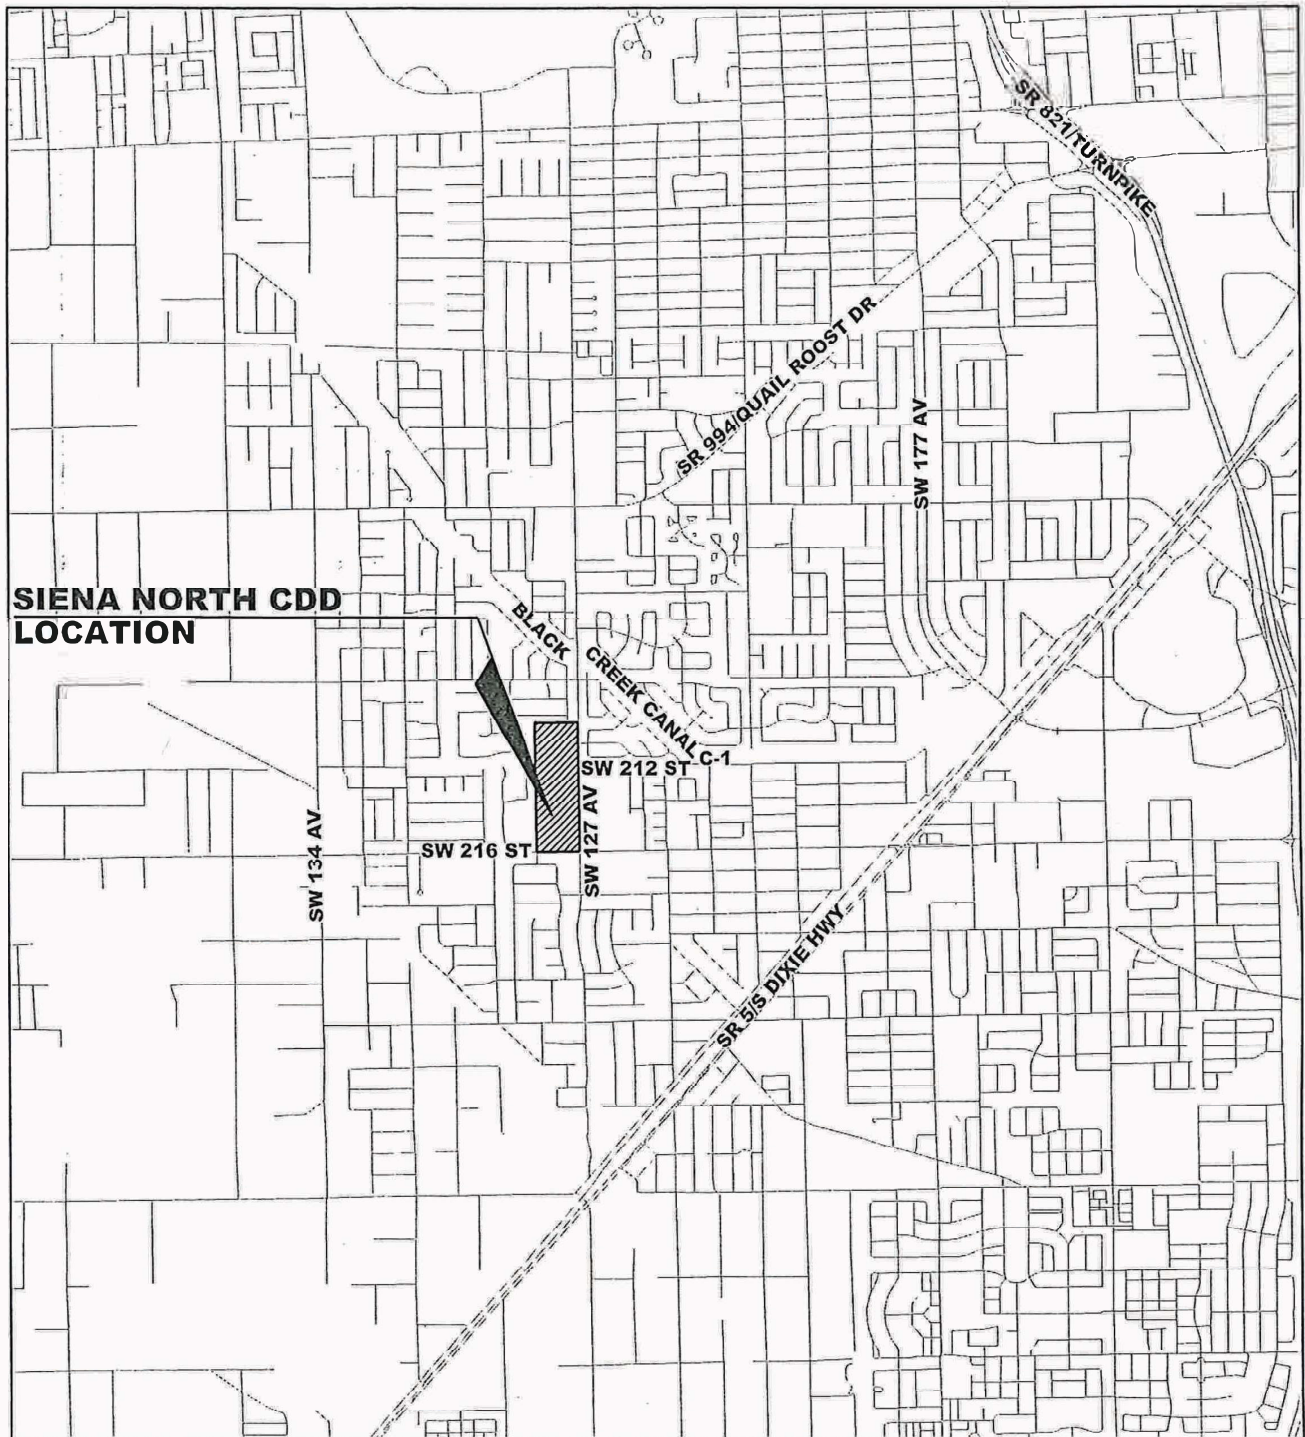 SR 821/TURNPIKE
SR 994/QUAIL ROOST DR
SW 177 AV
SIENA NORTH CDD
LOCATION
BLACK
CREEK CANAL C-1
SW 212 ST
SW 127 AV
SW 216 ST
SW 134 AV
SR 5/S DIXIE HWY